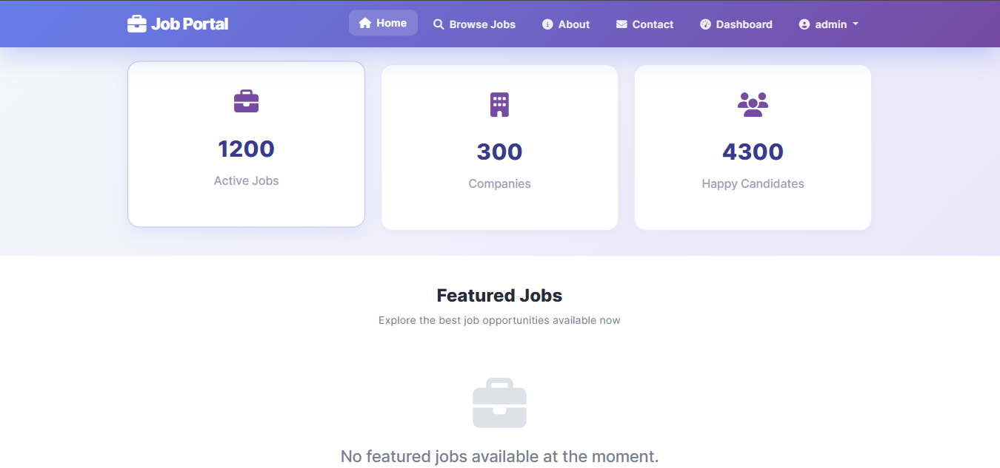 Job Portal Home Browse Jobs About Contact Dashboard admin
1200 300 4300
Active Jobs Companies Happy Candidates
Featured Jobs
Explore the best job opportunities available now
No featured jobs available at the moment.